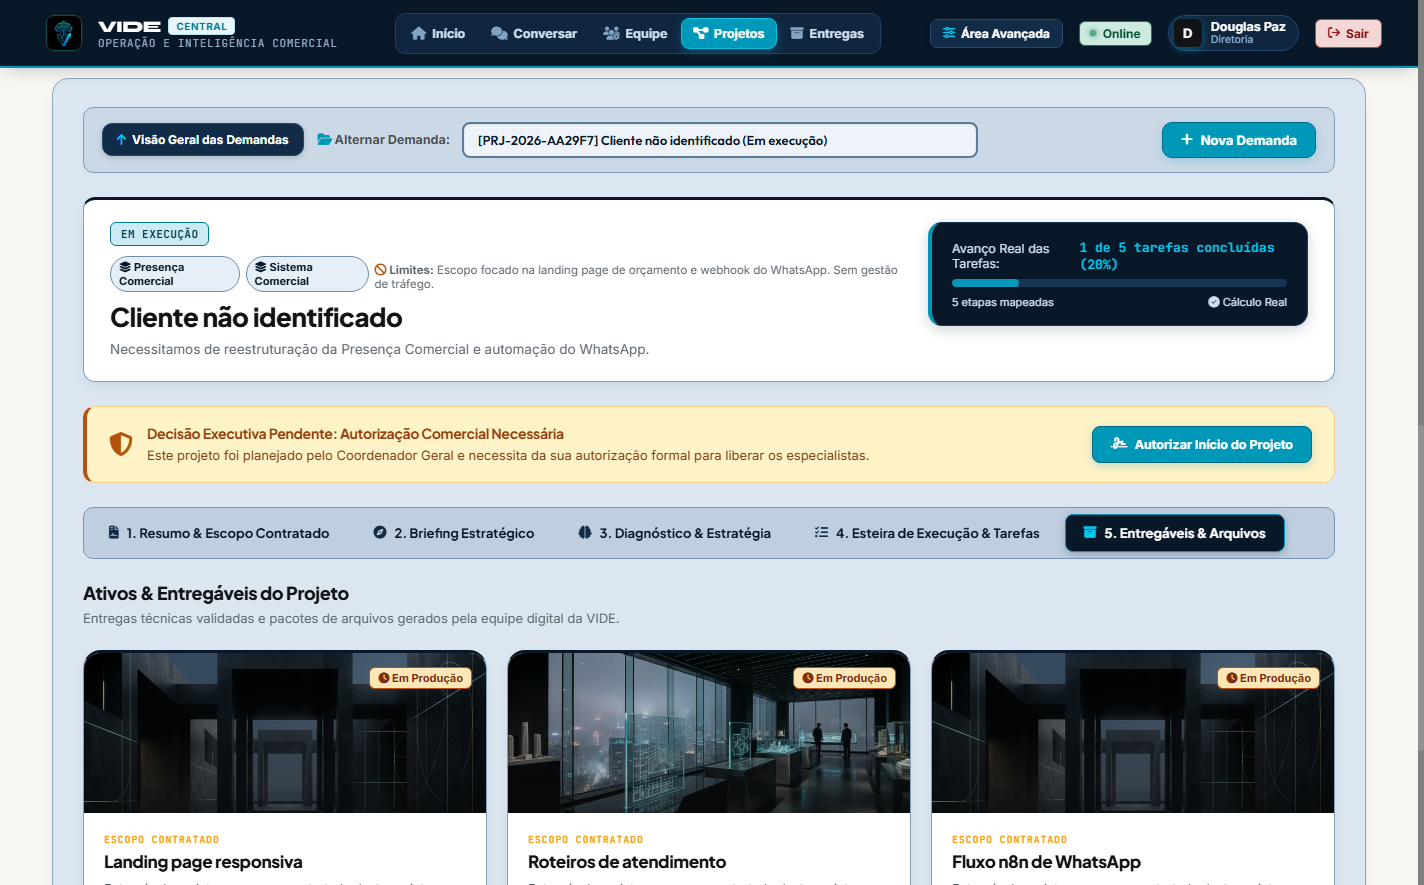 VIDE CENTRAL
OPERAÇÃO E INTELIGÊNCIA COMERCIAL
Início
Conversar
Equipe
Projetos
Entregas
Área Avançada
Online
D
Douglas Paz
Diretoria
Sair
Visão Geral das Demandas
Alternar Demanda:
[PRJ-2026-AA29F7] Cliente não identificado (Em execução)
Nova Demanda
EM EXECUÇÃO
Presença
Comercial
Sistema
Comercial
Limites: Escopo focado na landing page de orçamento e webhook do WhatsApp. Sem gestão
de tráfego.
Cliente não identificado
Necessitamos de reestruturação da Presença Comercial e automação do WhatsApp.
Avanço Real das
Tarefas:
1 de 5 tarefas concluídas
(20%)
5 etapas mapeadas
Cálculo Real
Decisão Executiva Pendente: Autorização Comercial Necessária
Este projeto foi planejado pelo Coordenador Geral e necessita da sua autorização formal para liberar os especialistas.
Autorizar Início do Projeto
1. Resumo & Escopo Contratado
2. Briefing Estratégico
3. Diagnóstico & Estratégia
4. Esteira de Execução & Tarefas
5. Entregáveis & Arquivos
Ativos & Entregáveis do Projeto
Entregas técnicas validadas e pacotes de arquivos gerados pela equipe digital da VIDE.
Em Produção
Em Produção
Em Produção
ESCOPO CONTRATADO
Landing page responsiva
ESCOPO CONTRATADO
Roteiros de atendimento
ESCOPO CONTRATADO
Fluxo n8n de WhatsApp